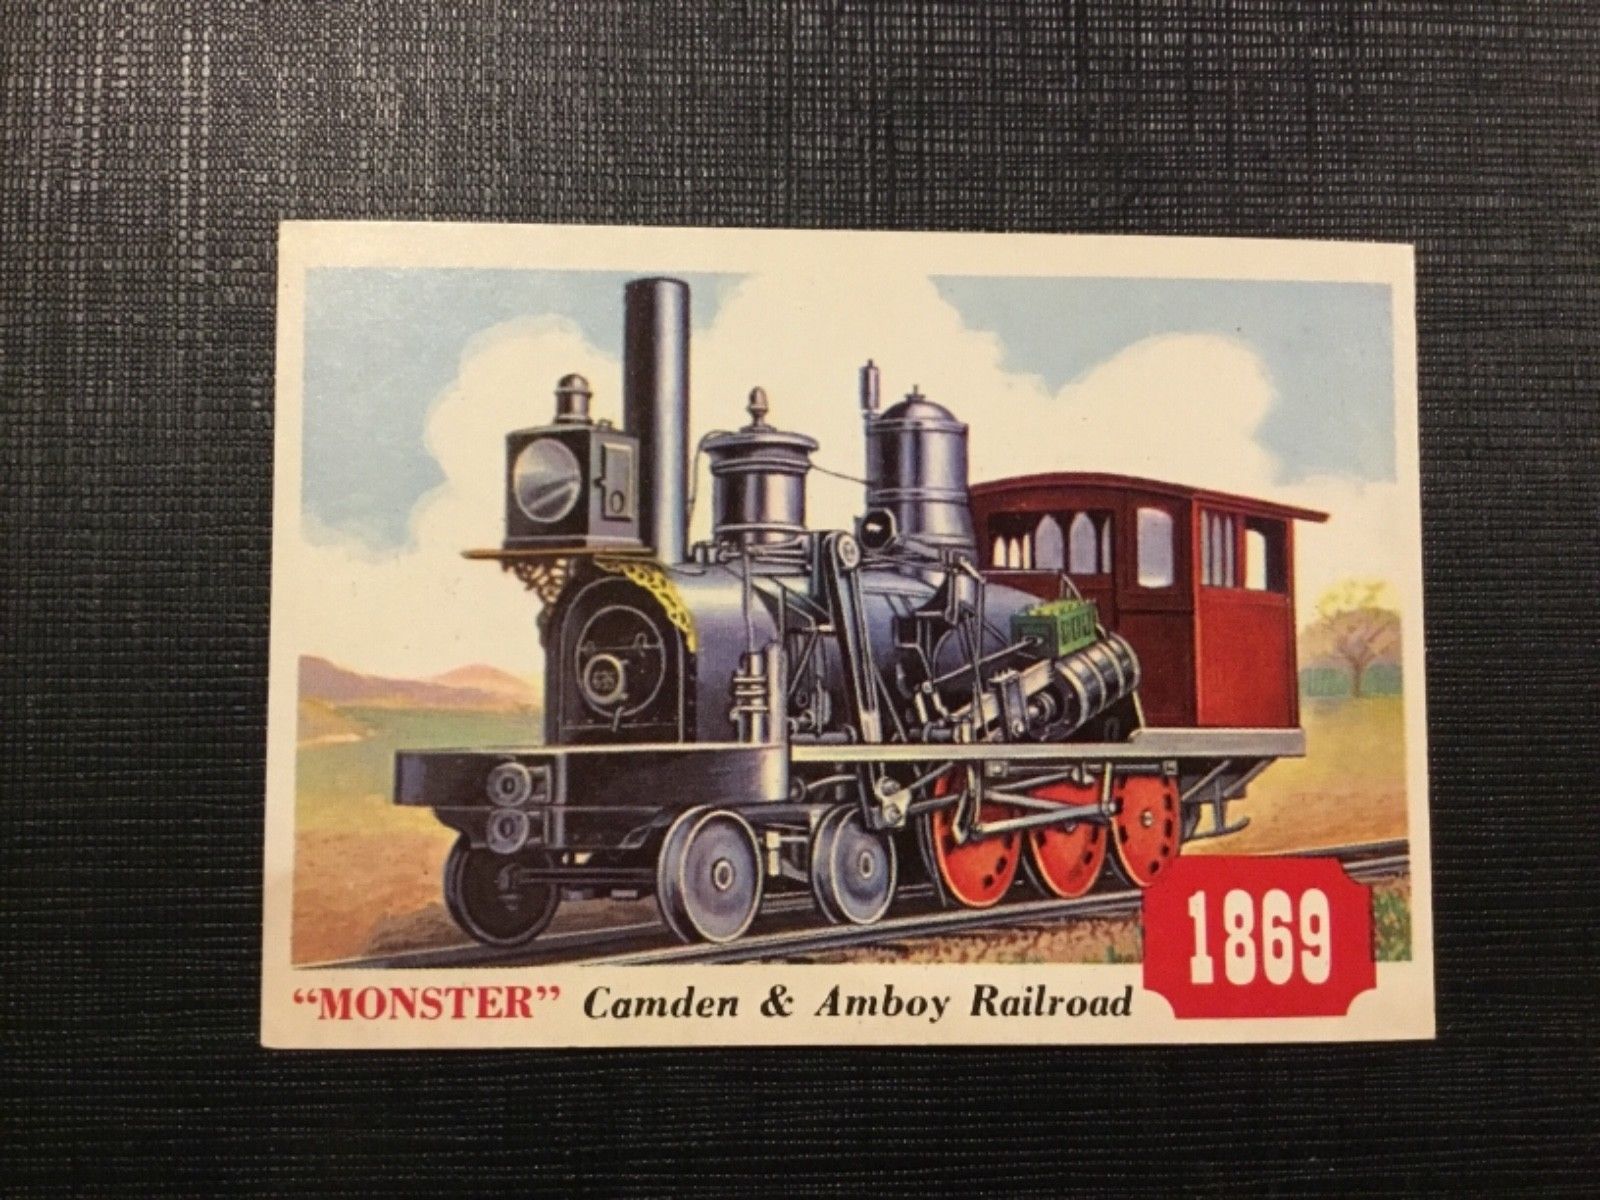 "MONSTER" Camden & Amboy Railroad
1869